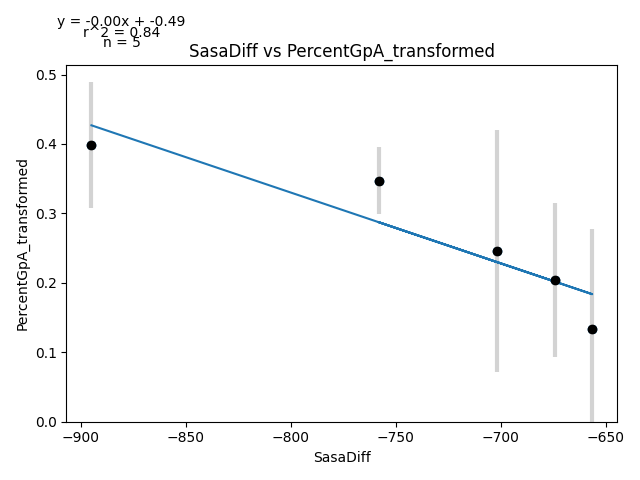 y = -0.00x + -0.49
r^2 = 0.84
n = 5
SasaDiff vs PercentGpA_transformed
PercentGpA_transformed
0.5
0.4
0.3
0.2
0.1
0.0
−900
−850
−800
−750
−700
−650
SasaDiff